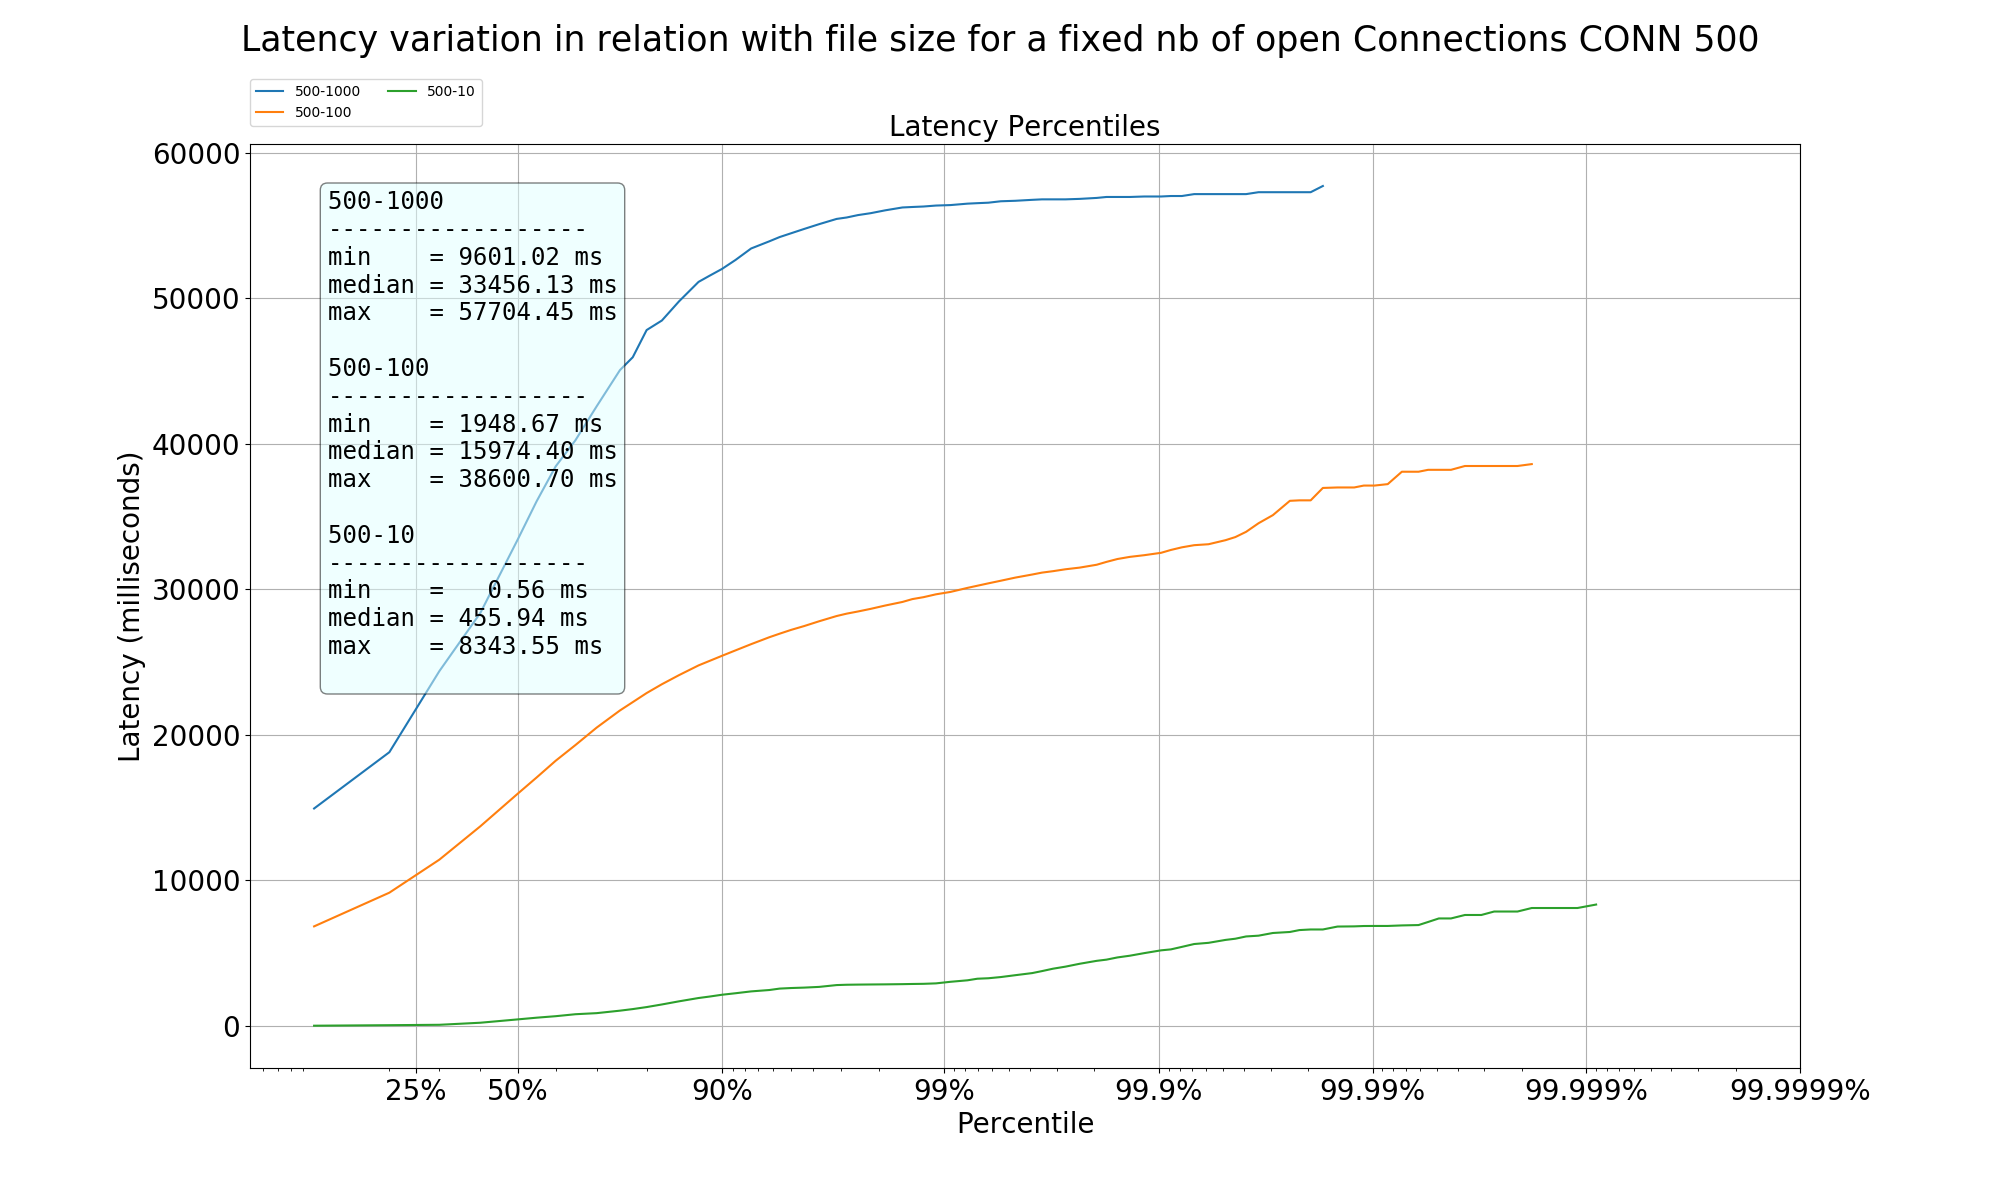 Latency variation in relation with file size for a fixed nb of open Connections CONN 500
500-1000
500-10
500-100
Latency Percentiles
60000
50000
40000
30000
20000
10000
0
Latency (milliseconds)
500-1000
------------------
min    = 9601.02 ms
median = 33456.13 ms
max    = 57704.45 ms
500-100
------------------
min    = 1948.67 ms
median = 15974.40 ms
max    = 38600.70 ms
500-10
------------------
min    =   0.56 ms
median = 455.94 ms
max    = 8343.55 ms
25% 50% 90% 99% 99.9% 99.99% 99.999% 99.9999%
Percentile